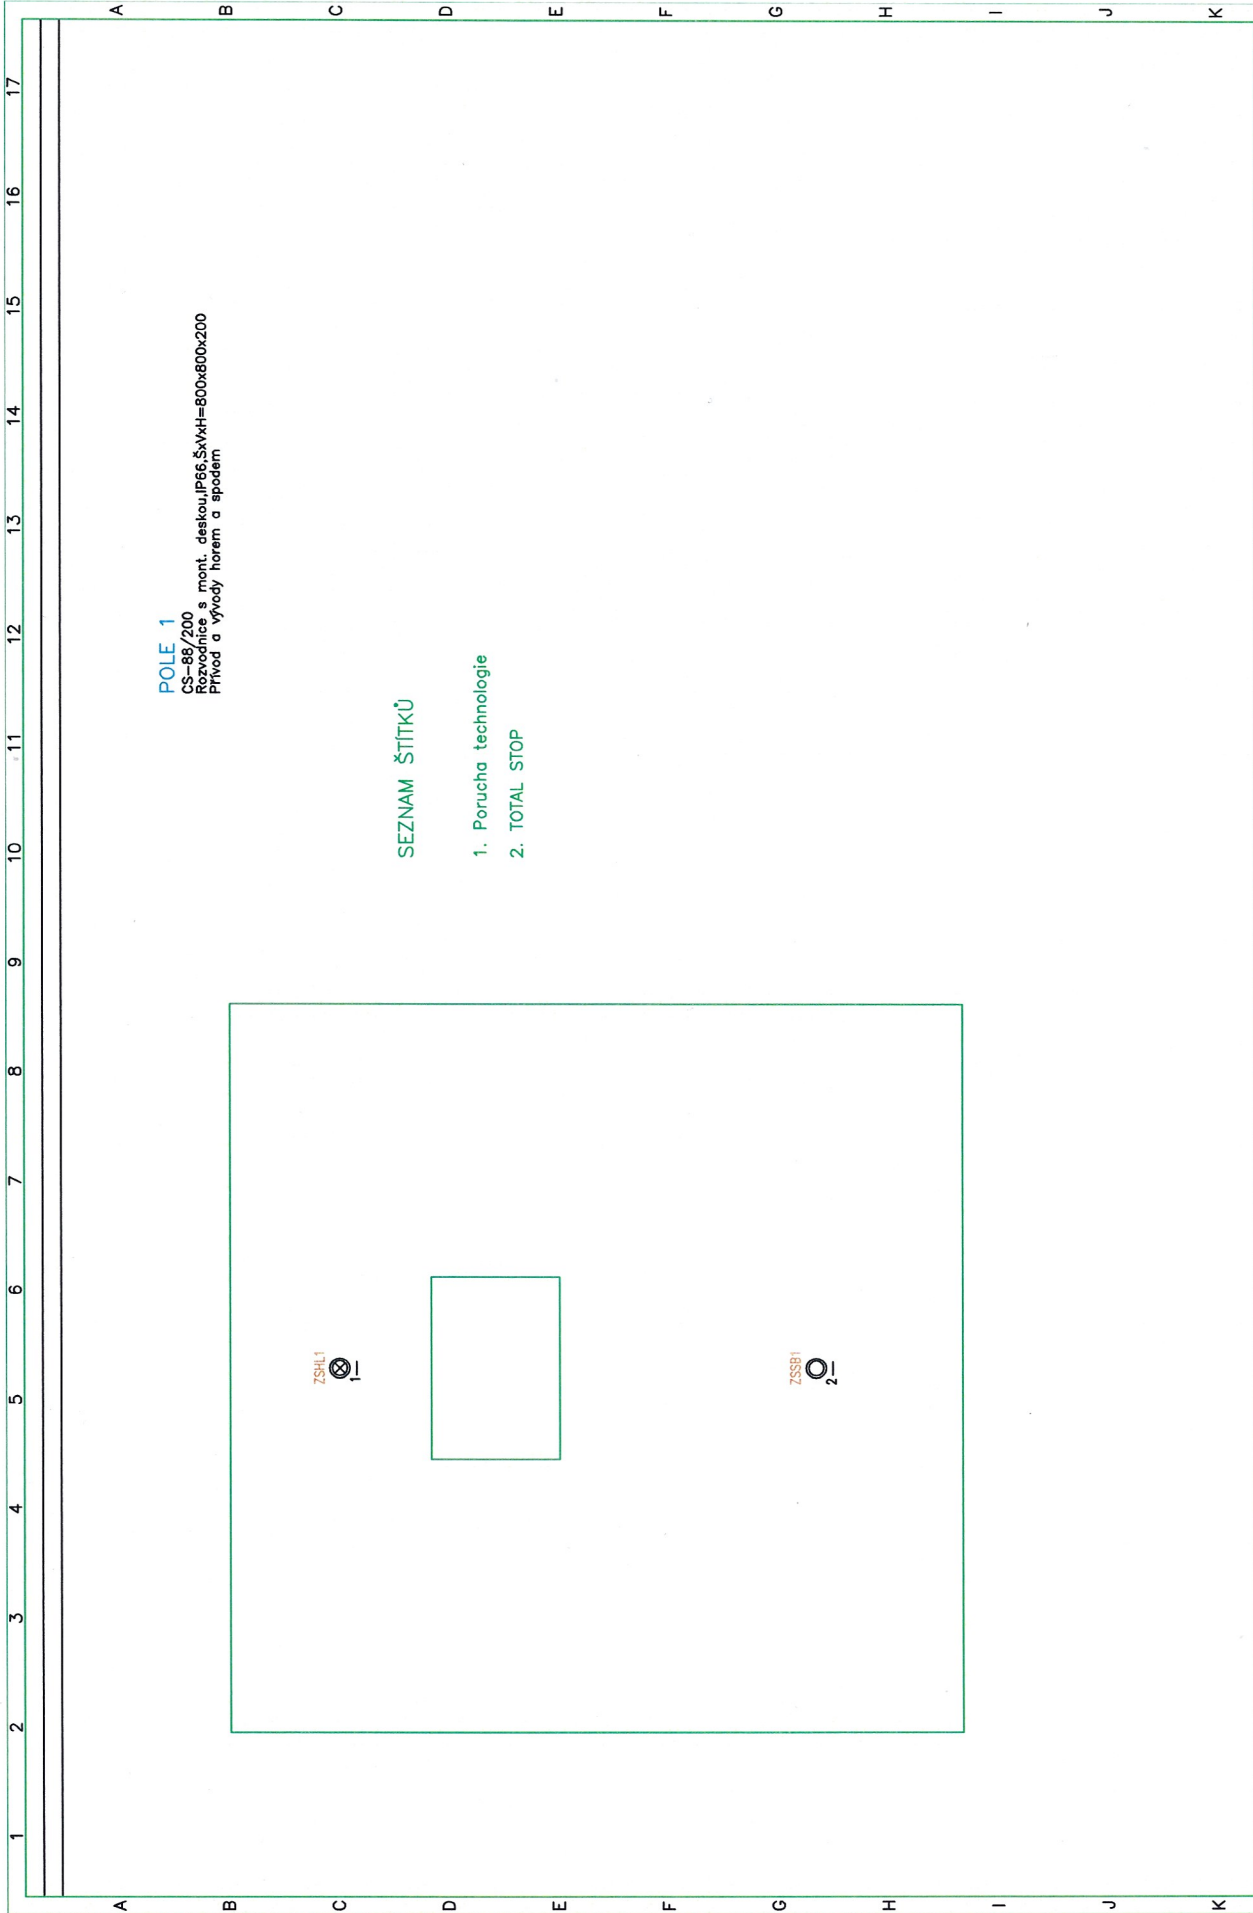 1 2 3 4 5 6 7 8 9 10 11 12 13 14 15 16 17
A A
POLE 1
CS-88/200
Rozvodnice s mont. deskou,IP66,ŠxVxH=800x800x200
Přívod a vývody horem a spodem
B B
ZSHL1
C C
1
SEZNAM ŠTÍTKŮ
D D
1. Porucha technologie
2. TOTAL STOP
E E
F F
G G
ZSSB1
2
H H
I I
J J
K K